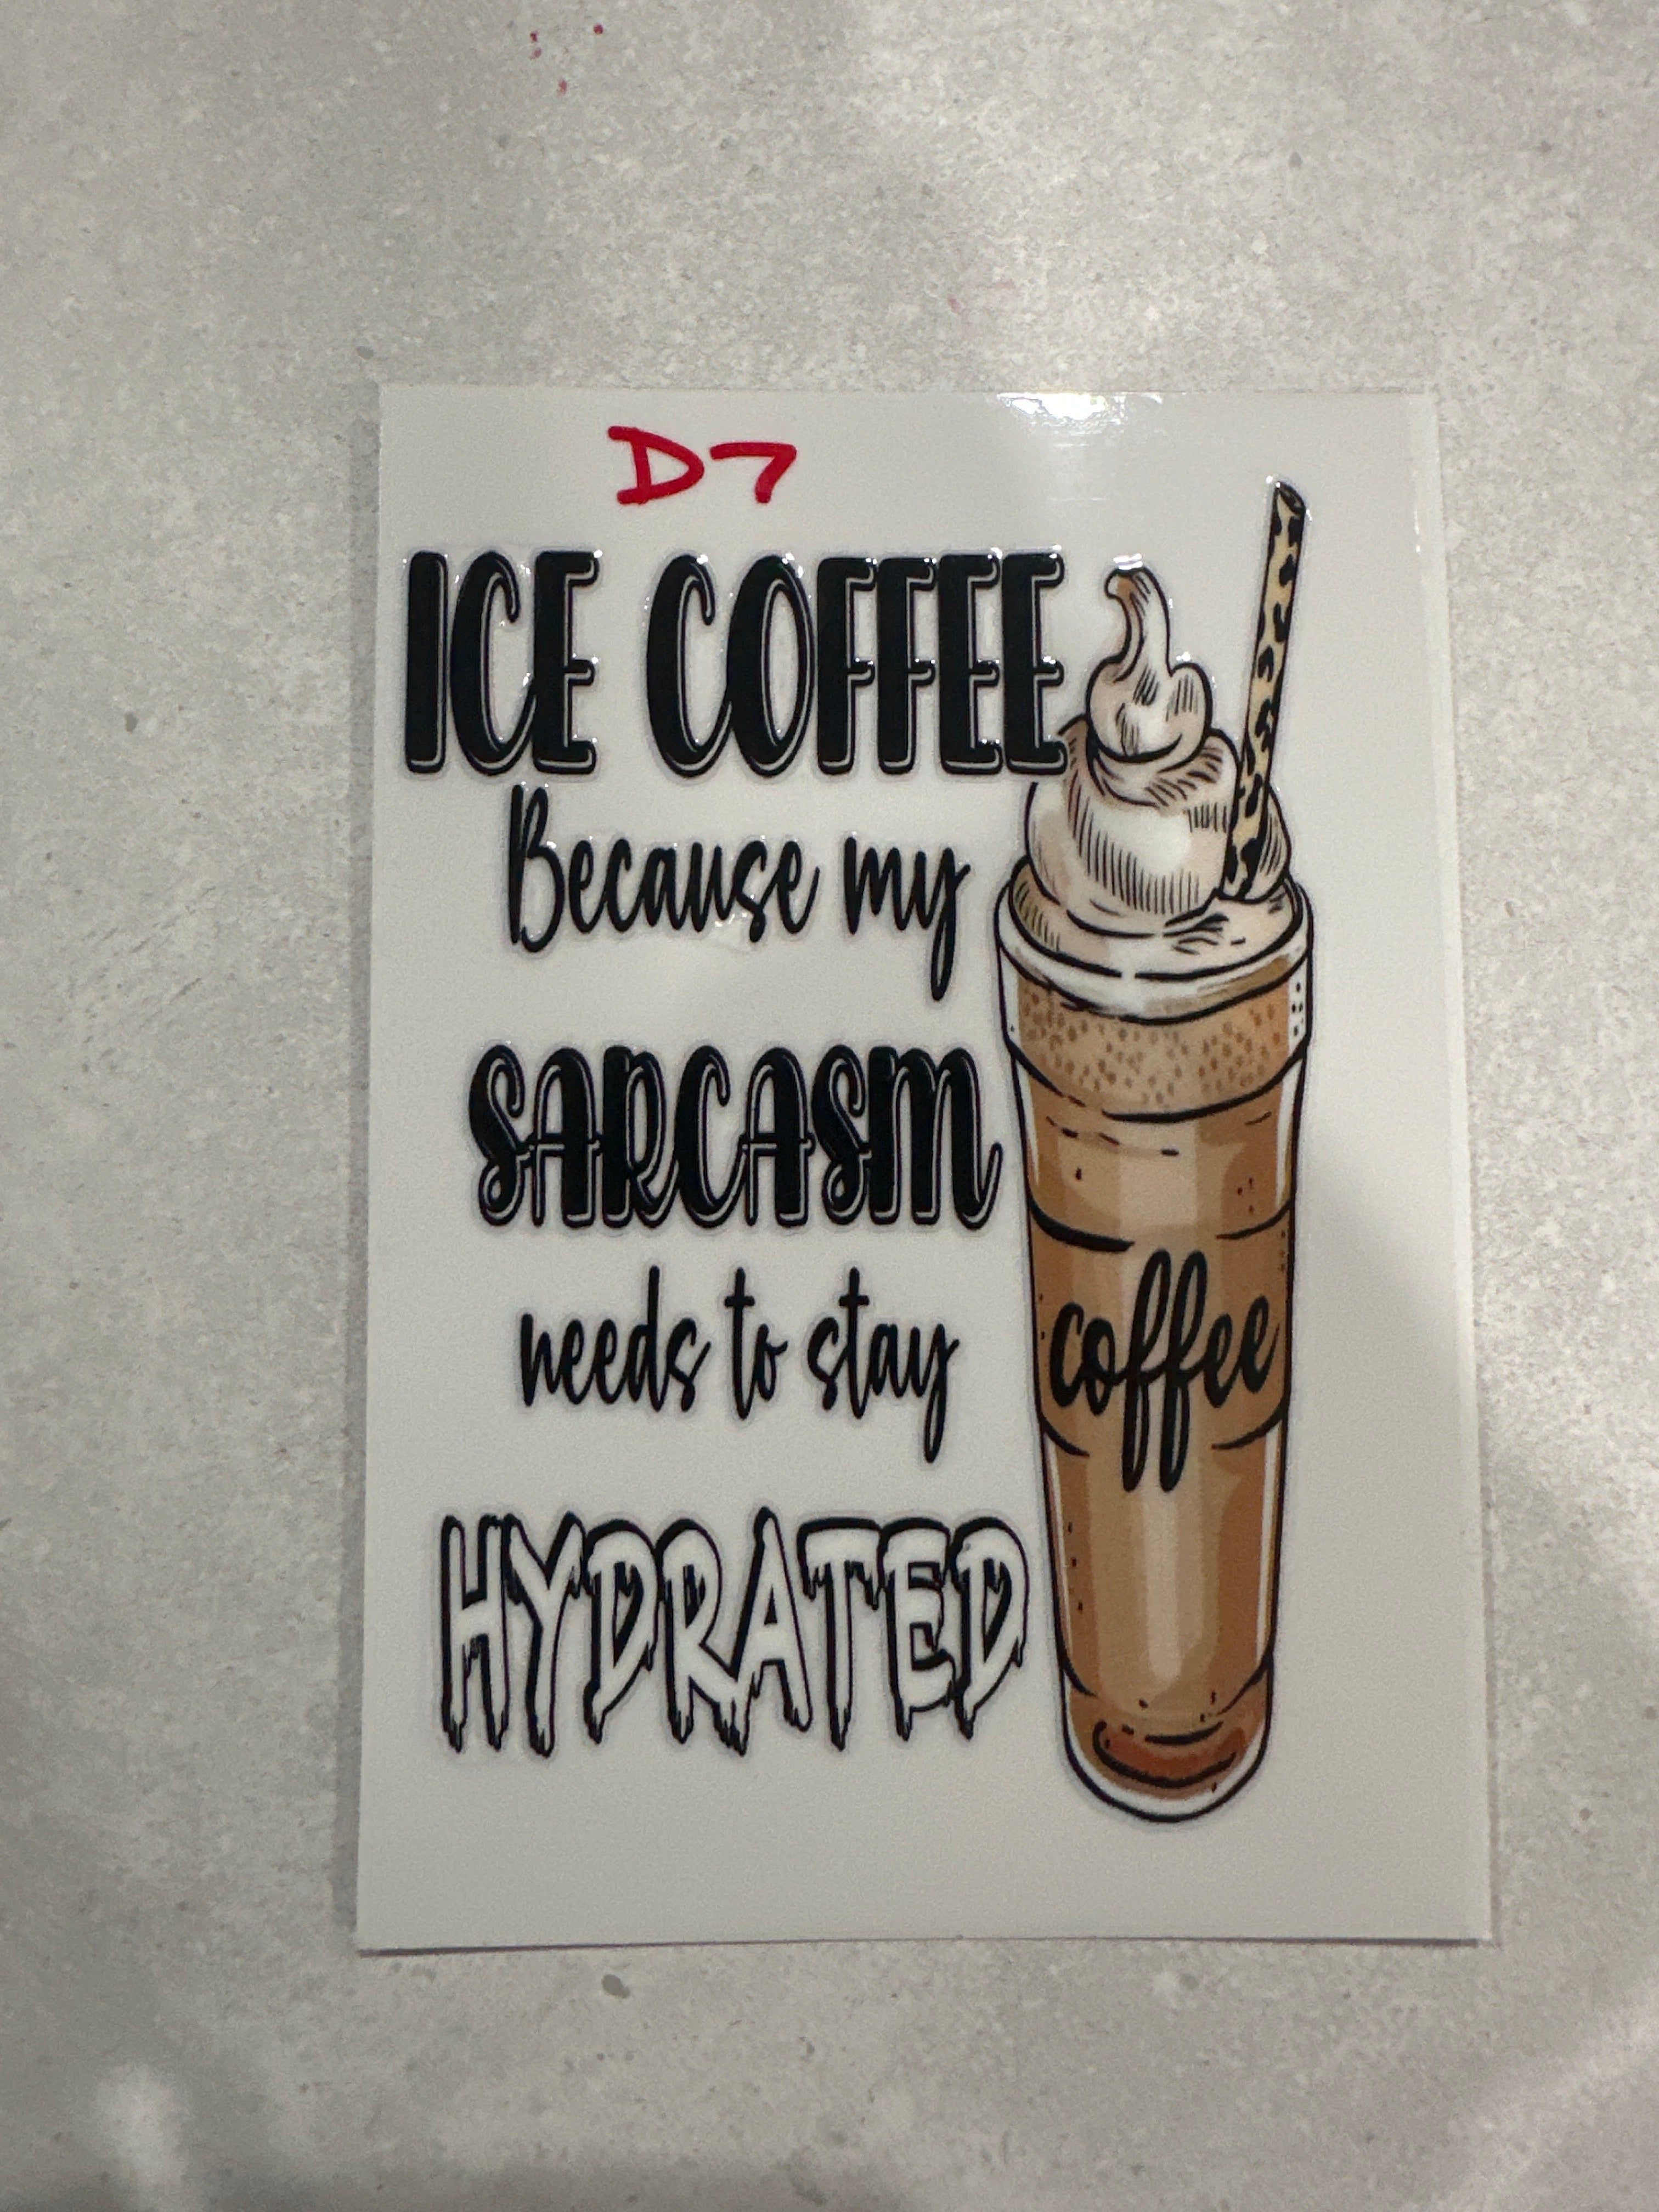 D7
ICE COFFEE
Because my
SARCASM
needs to stay
HYDRATED
coffee